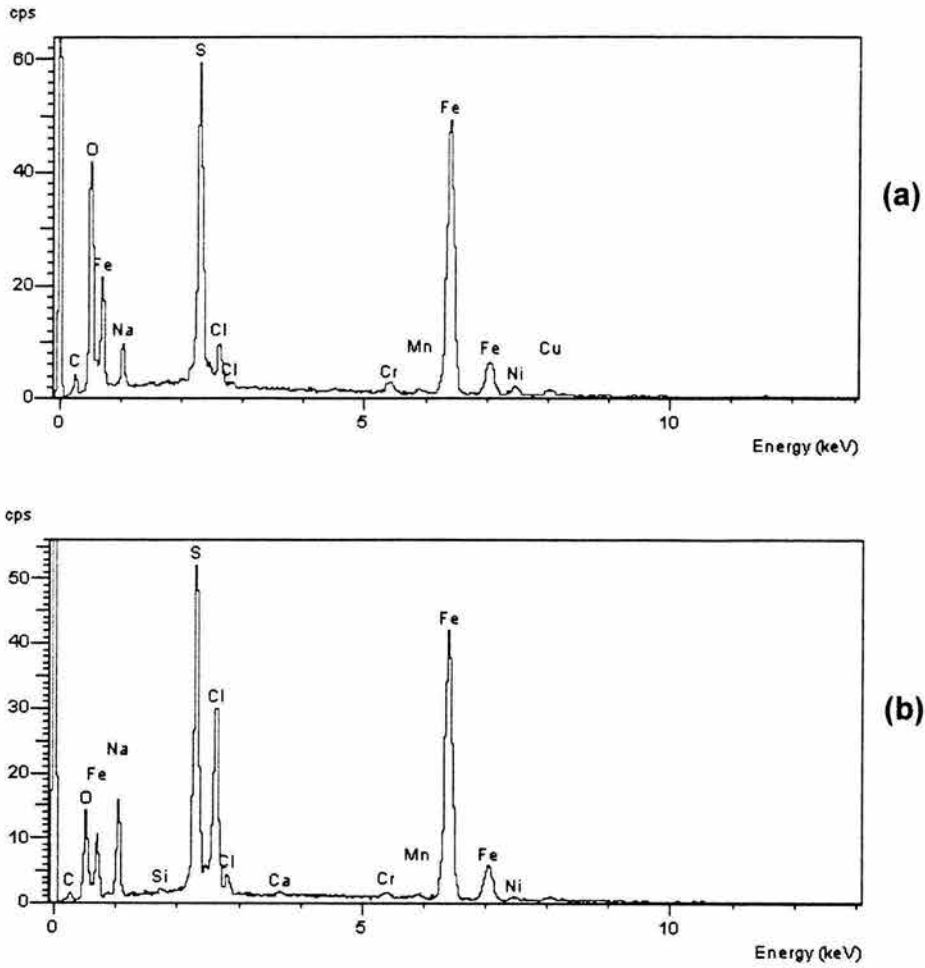 cps
60
S
Fe
O
40
(a)
Fe
20
Na
Cl
C
Cl
Mn
Fe
Cu
Cr
Ni
0
0 5 10
Energy (keV)
cps
S
50
Fe
40
Cl
30
(b)
Na
20
Fe
O
10
Cl
Mn
Fe
C
Si
Ca
Cr
Ni
0
0 5 10
Energy (keV)